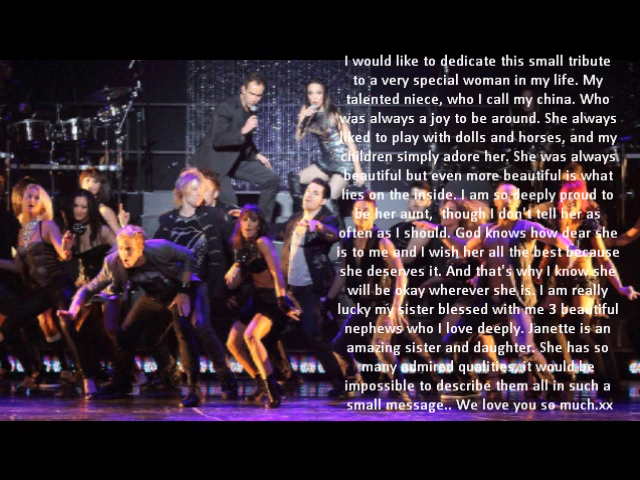 I would like to dedicate this small tribute
to a very special woman in my life. My
talented niece, who I call my china. Who
was always a joy to be around. She always
liked to play with dolls and horses, and my
children simply adore her. She was always
beautiful but even more beautiful is what
lies on the inside. I am so deeply proud to
be her aunt,  though I don't tell her as
often as I should. God knows how dear she
is to me and I wish her all the best because
she deserves it. And that's why I know she
will be okay wherever she is. I am really
lucky my sister blessed with me 3 beautiful
nephews who I love deeply. Janette is an
amazing sister and daughter. She has so
many admired qualities, it would be
impossible to describe them all in such a
small message.. We love you so much.xx